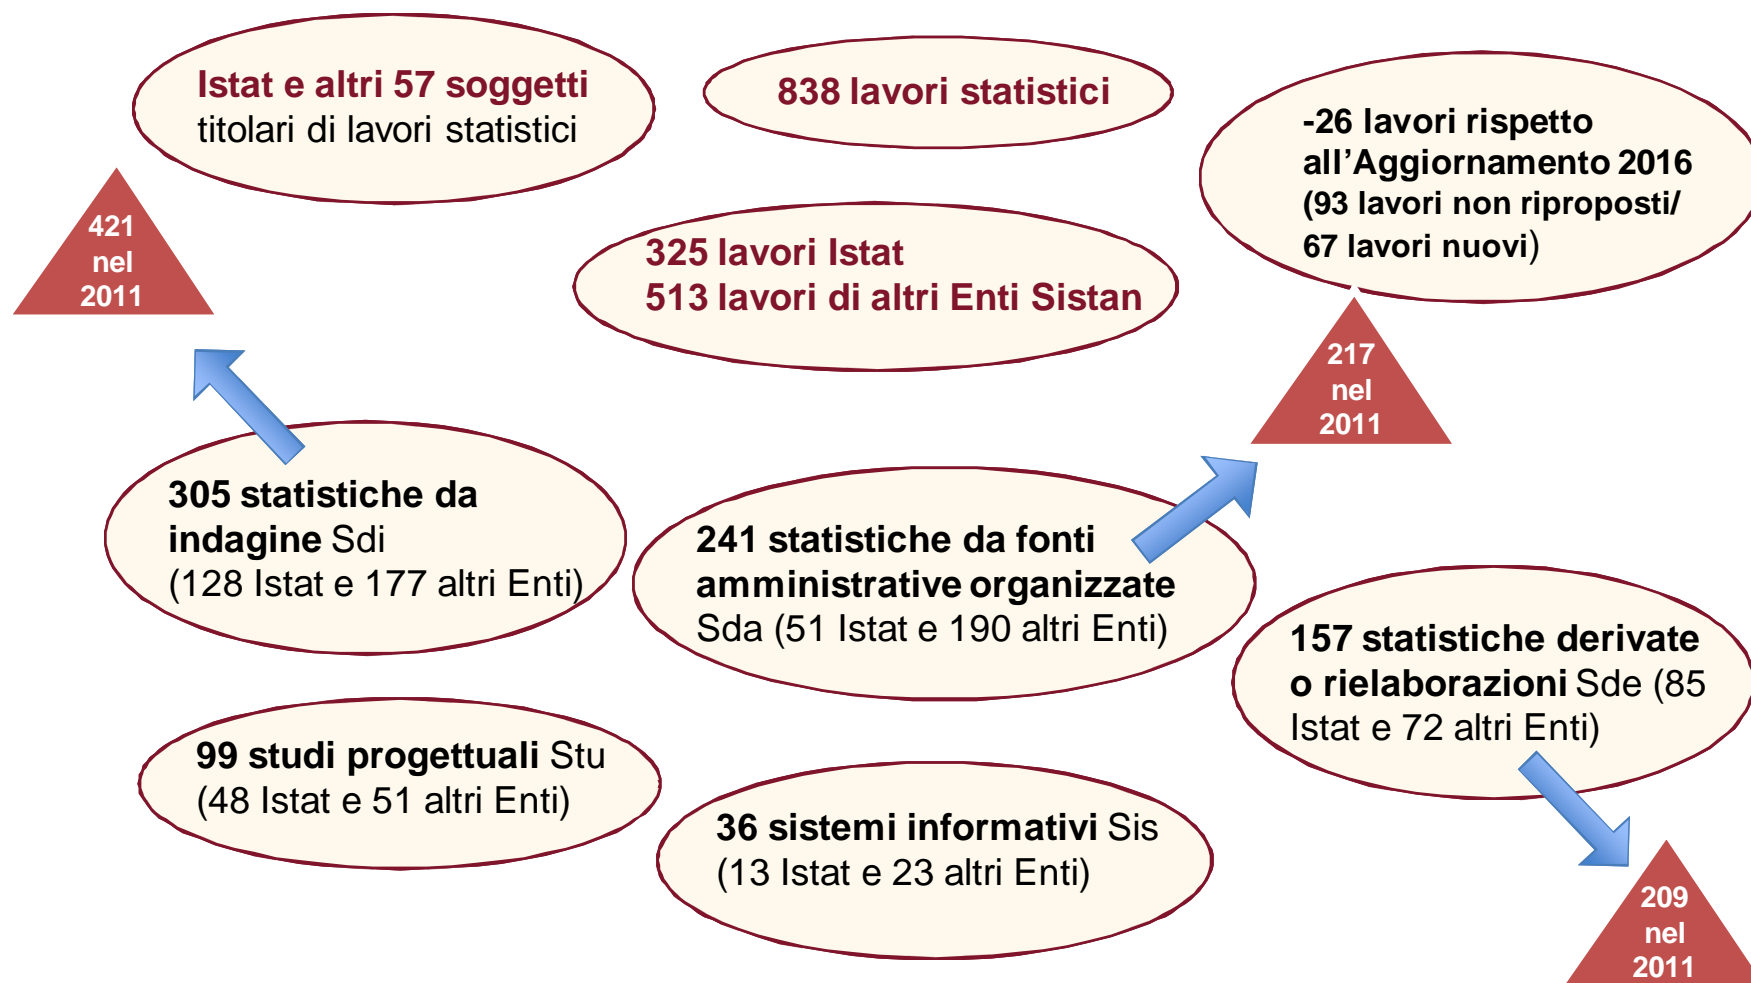 Istat e altri 57 soggetti
titolari di lavori statistici
838 lavori statistici
-26 lavori rispetto
all’Aggiornamento 2016
(93 lavori non riproposti/
67 lavori nuovi)
421
nel
2011
325 lavori Istat
513 lavori di altri Enti Sistan
217
nel
2011
305 statistiche da
indagine Sdi
(128 Istat e 177 altri Enti)
241 statistiche da fonti
amministrative organizzate
Sda (51 Istat e 190 altri Enti)
157 statistiche derivate
o rielaborazioni Sde (85
Istat e 72 altri Enti)
99 studi progettuali Stu
(48 Istat e 51 altri Enti)
36 sistemi informativi Sis
(13 Istat e 23 altri Enti)
209
nel
2011